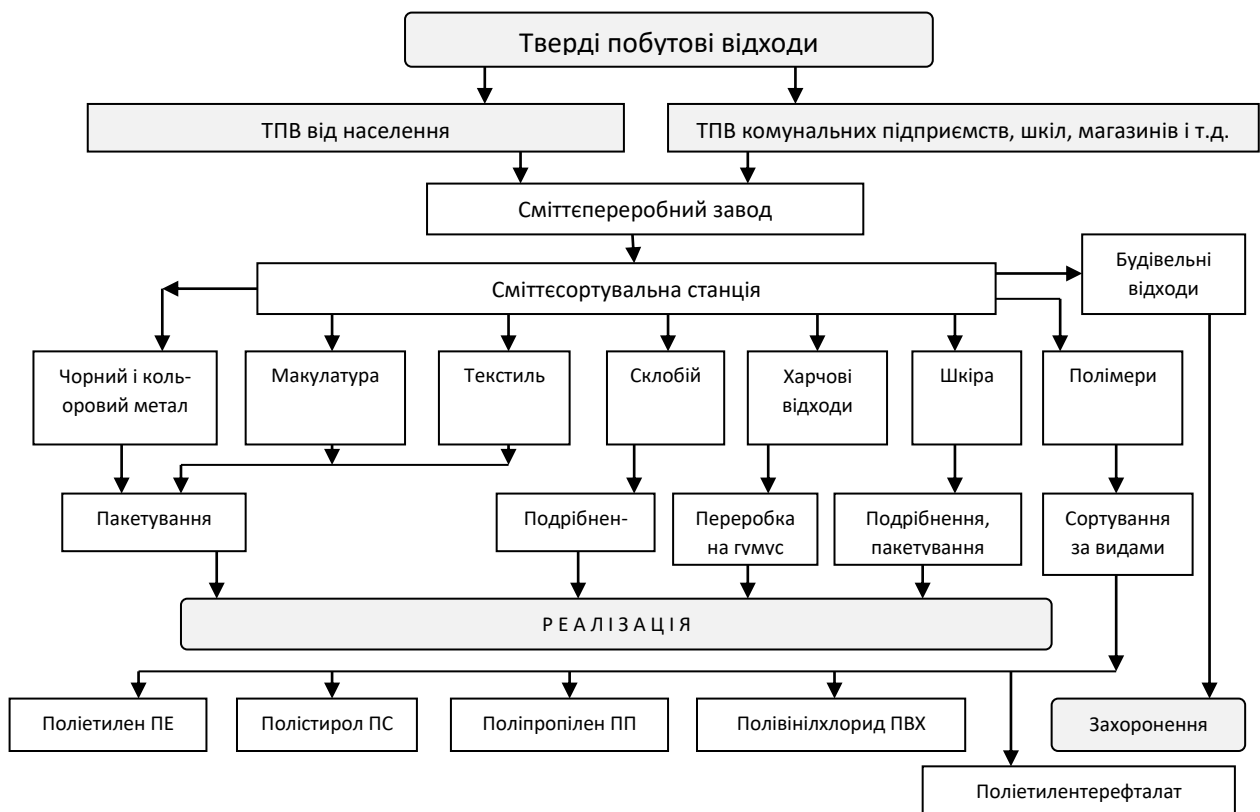 Тверді побутові відходи
ТПВ від населення
ТПВ комунальних підприємств, шкіл, магазинів і т.д.
Сміттєпереробний завод
Сміттєсортувальна станція
Будівельні
відходи
Чорний і коль-
оровий метал
Макулатура
Текстиль
Склобій
Харчові
відходи
Шкіра
Полімери
Пакетування
Подрібнен-
Переробка
на гумус
Подрібнення,
пакетування
Сортування
за видами
Р Е А Л І З А Ц І Я
Поліетилен ПЕ
Полістирол ПС
Поліпропілен ПП
Полівінілхлорид ПВХ
Захоронення
Поліетилентерефталат